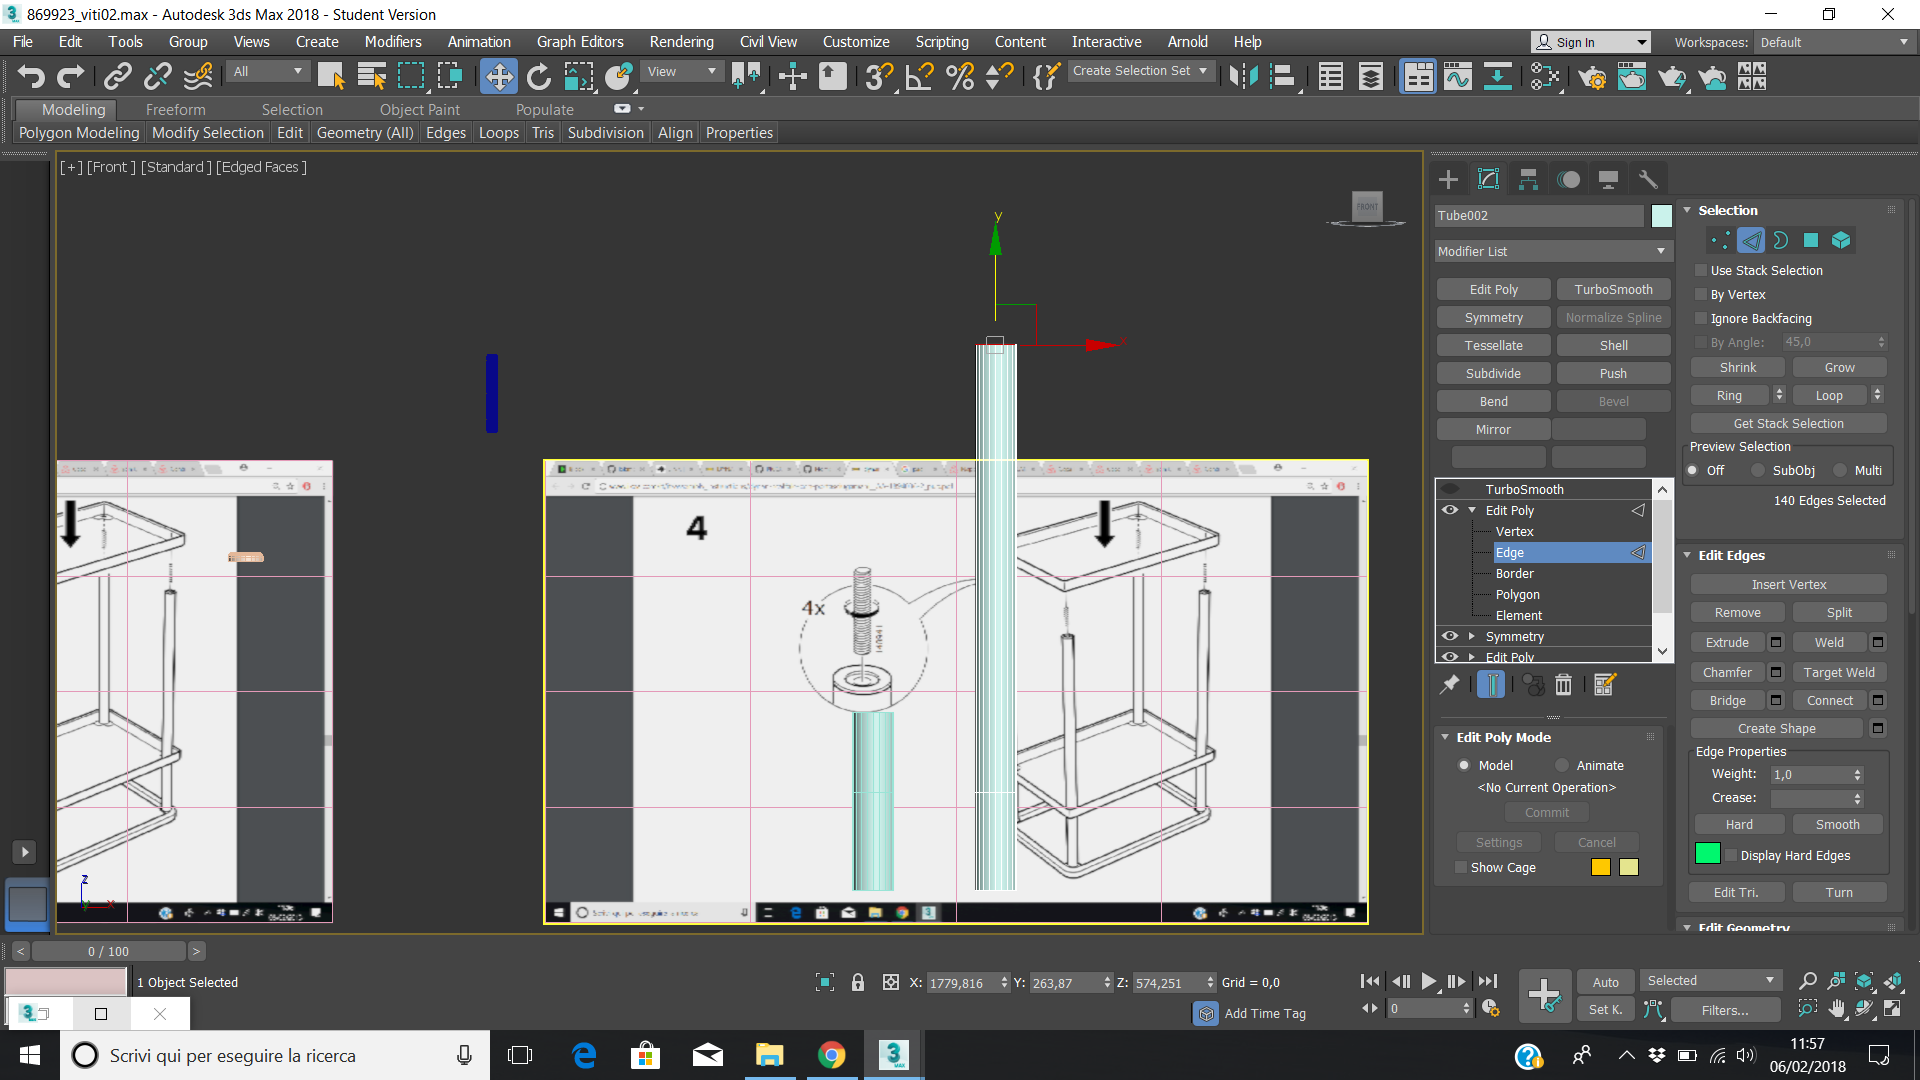 869923_viti02.max - Autodesk 3ds Max 2018 - Student Version
File Edit Tools Group Views Create Modifiers Animation Graph Editors Rendering Civil View Customize Scripting Content Interactive Arnold Help
Sign In
Workspaces: Default
All
View
Create Selection Set
Modeling Freeform Selection Object Paint Populate
Polygon Modeling Modify Selection Edit Geometry (All) Edges Loops Tris Subdivision Align Properties
[+] [Front ] [Standard ] [Edged Faces ]
FRONT
y
x
4
4x
z
y
x
Tube002
Modifier List
Edit Poly TurboSmooth
Symmetry Normalize Spline
Tessellate Shell
Subdivide Push
Bend Bevel
Mirror
TurboSmooth
Edit Poly
Vertex
Edge
Border
Polygon
Element
Symmetry
Edit Poly
Edit Poly Mode
Model Animate
<No Current Operation>
Commit
Settings Cancel
Show Cage
Selection
Use Stack Selection
By Vertex
Ignore Backfacing
By Angle: 45,0
Shrink Grow
Ring Loop
Get Stack Selection
Preview Selection
Off SubObj Multi
140 Edges Selected
Edit Edges
Insert Vertex
Remove Split
Extrude Weld
Chamfer Target Weld
Bridge Connect
Create Shape
Edge Properties
Weight: 1,0
Crease:
Hard Smooth
Display Hard Edges
Edit Tri. Turn
Edit Geometry
< 0 / 100 >
1 Object Selected
X: 1779,816 Y: 263,87 Z: 574,251 Grid = 0,0
Add Time Tag
0
Auto Selected
Set K. Filters...
Scrivi qui per eseguire la ricerca
11:57
06/02/2018